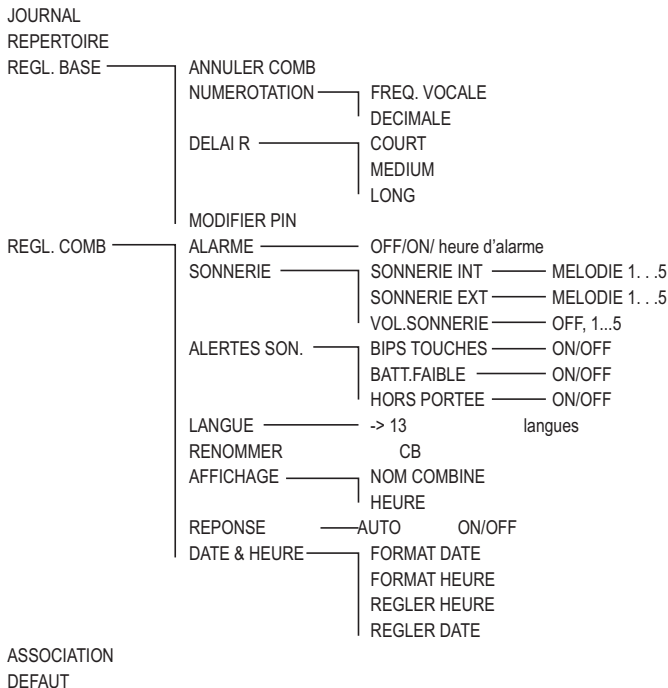 JOURNAL
REPERTOIRE
REGL. BASE ANNULER COMB
NUMEROTATION FREQ. VOCALE
DECIMALE
DELAI R COURT
MEDIUM
LONG
MODIFIER PIN
REGL. COMB ALARME OFF/ON/ heure d'alarme
SONNERIE SONNERIE INT MELODIE 1. . .5
SONNERIE EXT MELODIE 1. . .5
VOL.SONNERIE OFF, 1...5
ALERTES SON. BIPS TOUCHES ON/OFF
BATT.FAIBLE ON/OFF
HORS PORTEE ON/OFF
LANGUE -> 13 langues
RENOMMER CB
AFFICHAGE NOM COMBINE
HEURE
REPONSE AUTO ON/OFF
DATE & HEURE FORMAT DATE
FORMAT HEURE
REGLER HEURE
REGLER DATE
ASSOCIATION
DEFAUT